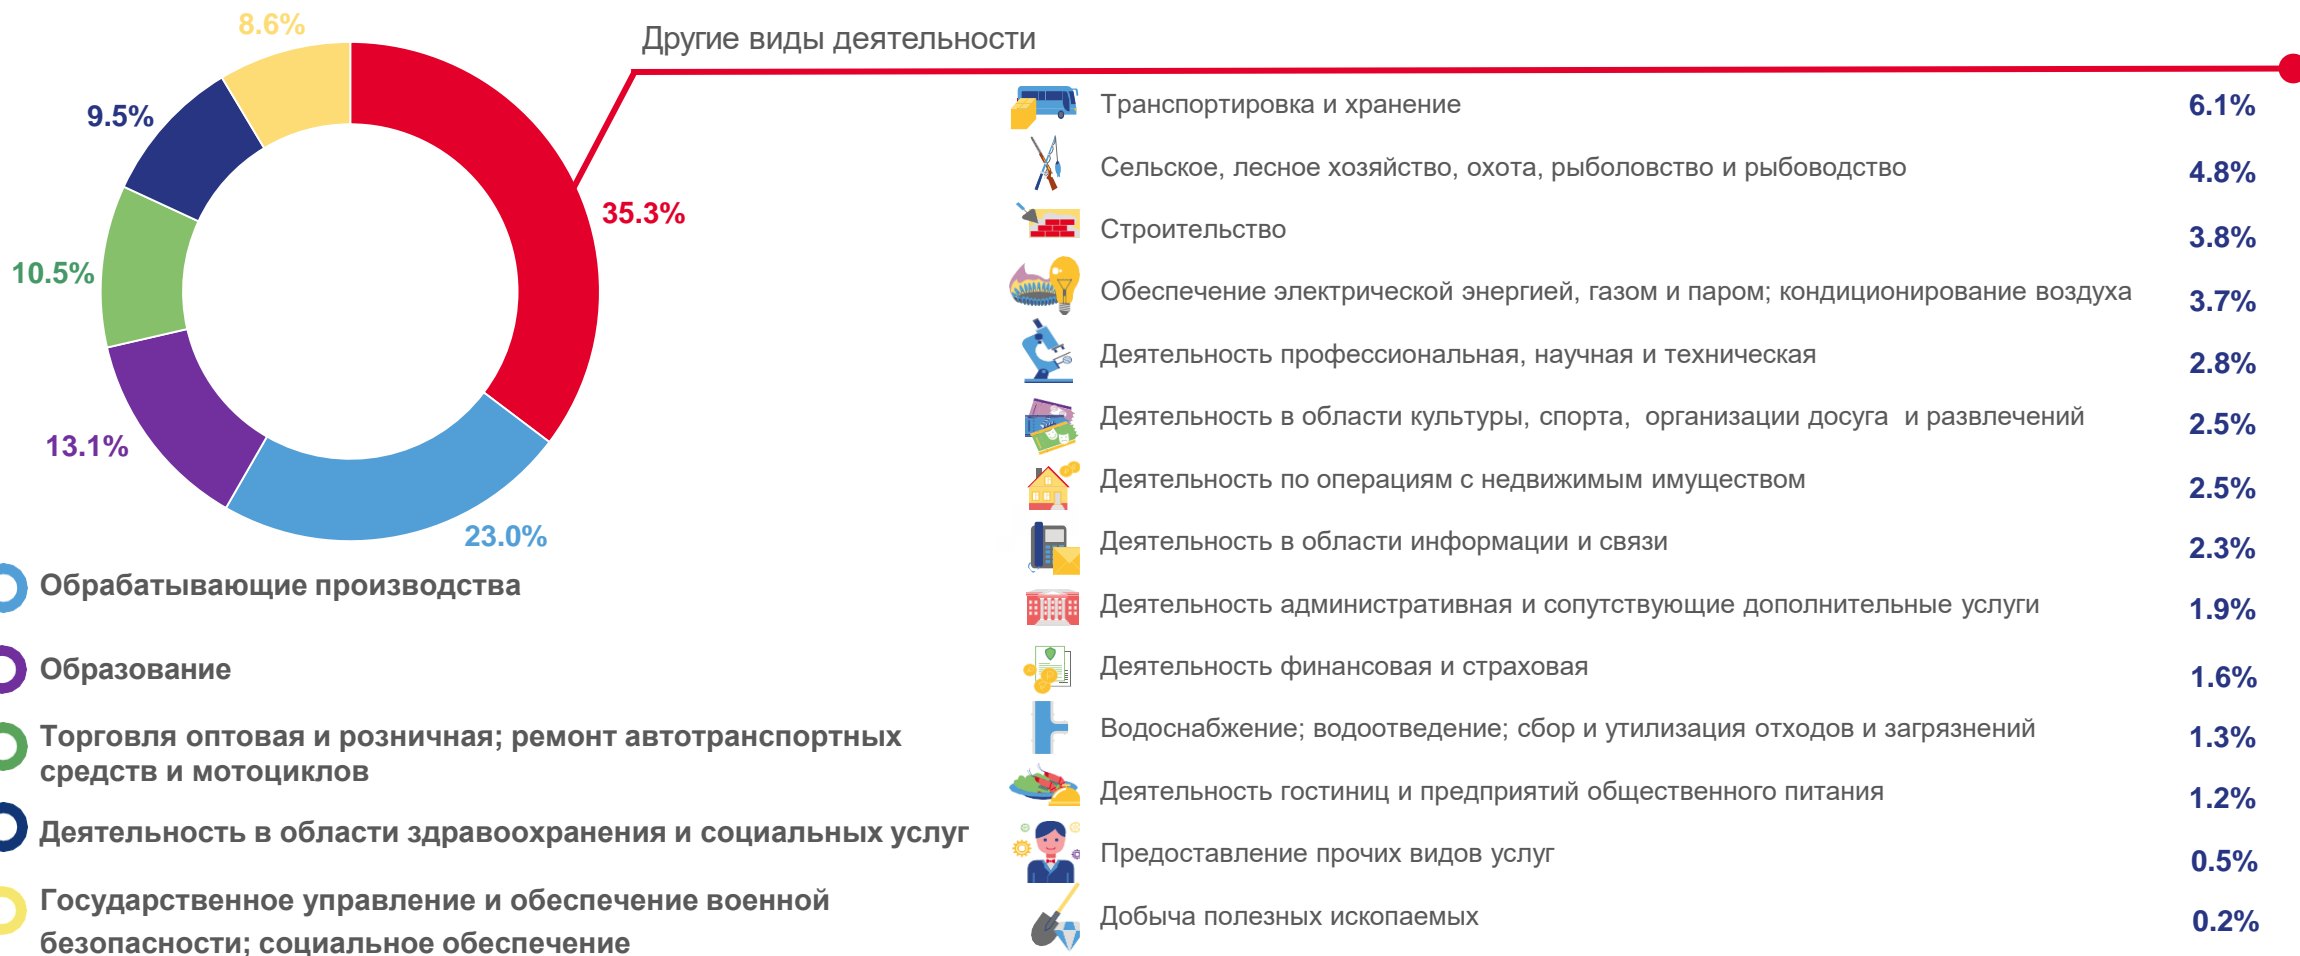 8.6%
9.5%
10.5%
13.1%
23.0%
35.3%
Обрабатывающие производства
Образование
Торговля оптовая и розничная; ремонт автотранспортных
средств и мотоциклов
Деятельность в области здравоохранения и социальных услуг
Государственное управление и обеспечение военной
безопасности; социальное обеспечение
Другие виды деятельности
Транспортировка и хранение 6.1%
Сельское, лесное хозяйство, охота, рыболовство и рыбоводство 4.8%
Строительство 3.8%
Обеспечение электрической энергией, газом и паром; кондиционирование воздуха 3.7%
Деятельность профессиональная, научная и техническая 2.8%
Деятельность в области культуры, спорта, организации досуга и развлечений 2.5%
Деятельность по операциям с недвижимым имуществом 2.5%
Деятельность в области информации и связи 2.3%
Деятельность административная и сопутствующие дополнительные услуги 1.9%
Деятельность финансовая и страховая 1.6%
Водоснабжение; водоотведение; сбор и утилизация отходов и загрязнений 1.3%
Деятельность гостиниц и предприятий общественного питания 1.2%
Предоставление прочих видов услуг 0.5%
Добыча полезных ископаемых 0.2%